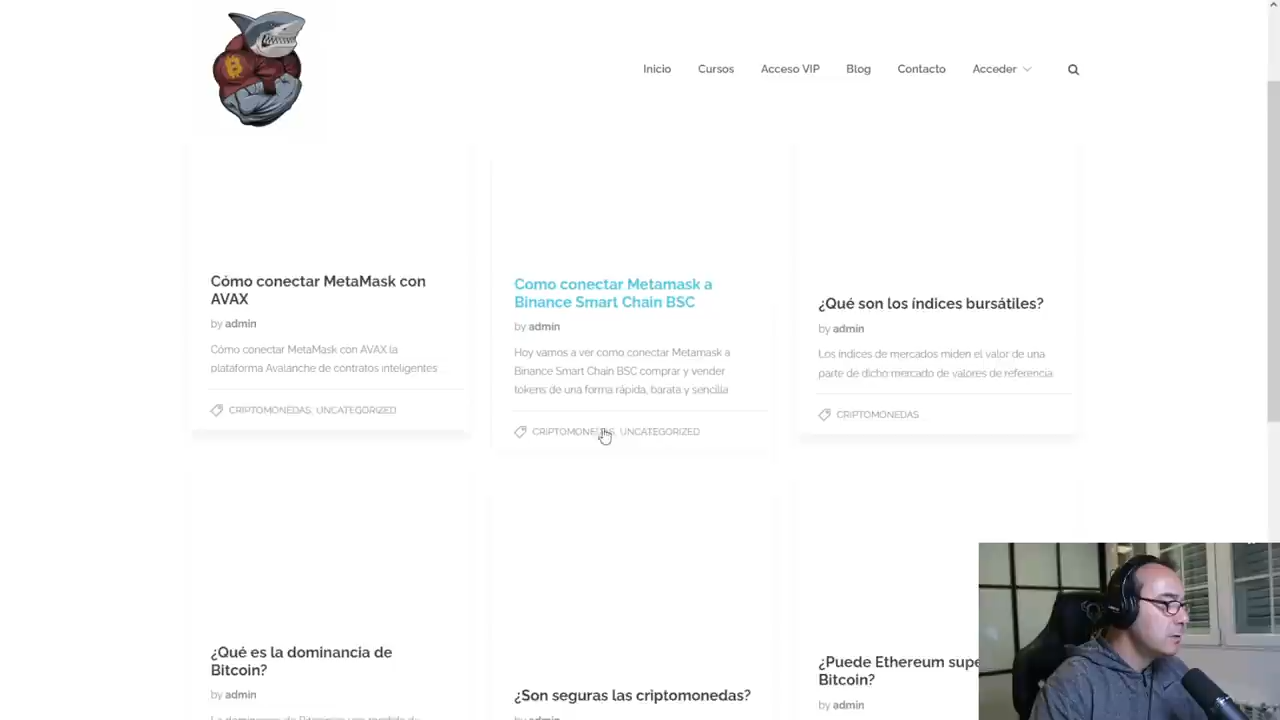 Inicio
Cursos
Acceso VIP
Blog
Contacto
Acceder
Cómo conectar MetaMask con
AVAX
by admin
Cómo conectar MetaMask con AVAX la
plataforma Avalanche de contratos inteligentes
CRIPTOMONEDAS, UNCATEGORIZED
Como conectar Metamask a
Binance Smart Chain BSC
by admin
Hoy vamos a ver como conectar Metamask a
Binance Smart Chain BSC comprar y vender
tokens de una forma rápida, barata y sencilla
CRIPTOMONEDAS, UNCATEGORIZED
¿Qué son los índices bursátiles?
by admin
Los índices de mercados miden el valor de una
parte de dicho mercado de valores de referencia
CRIPTOMONEDAS
¿Qué es la dominancia de
Bitcoin?
by admin
¿Son seguras las criptomonedas?
¿Puede Ethereum supe
Bitcoin?
by admin